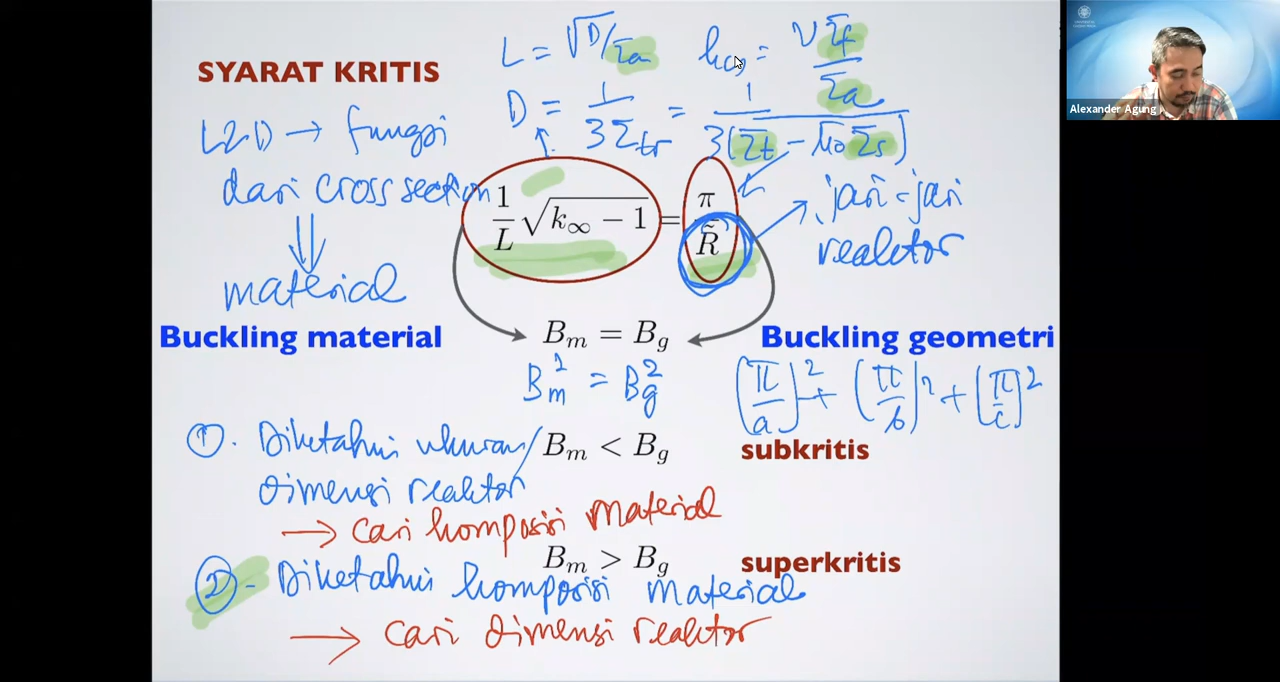 L = √D/Σa   k∞ = νΣf/Σa
SYARAT KRITIS
Alexander Agung
D = 1/3Σtr = 1/3(Σt - μ̄0 Σs)
L & D → fungsi
dari cross section
⇓
material
1/L √k∞ − 1 = π/R̃
jari-jari
reaktor
Buckling material
Bm = Bg
Buckling geometri
Bm² = Bg²
(π/a)² + (π/b)² + (π/c)²
①. Diketahui ukuran/
dimensi reaktor
Bm < Bg
subkritis
→ cari komposisi material
Bm > Bg
superkritis
②- Diketahui komposisi material
→ cari dimensi reaktor